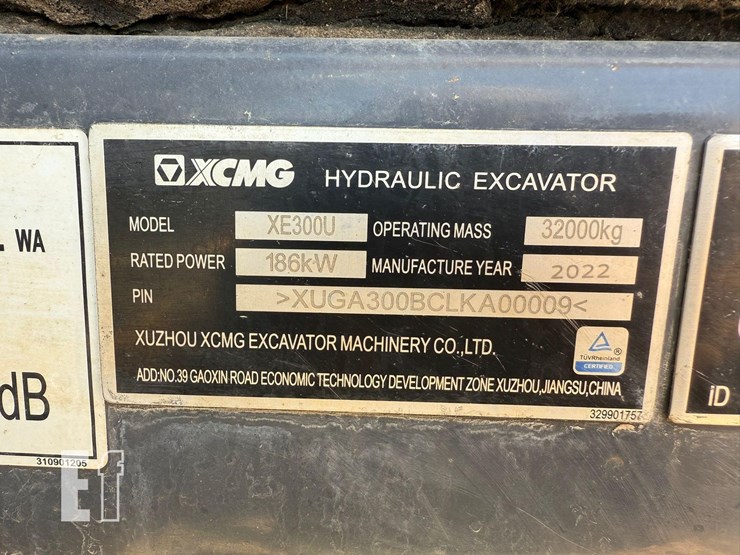 XCMG HYDRAULIC EXCAVATOR
MODEL XE300U OPERATING MASS 32000kg
RATED POWER 186kW MANUFACTURE YEAR 2022
PIN >XUGA300BCLKA00009<
XUZHOU XCMG EXCAVATOR MACHINERY CO.,LTD.
TÜVRheinland
CERTIFIED
ADD:NO.39 GAOXIN ROAD ECONOMIC TECHNOLOGY DEVELOPMENT ZONE XUZHOU,JIANGSU,CHINA
329901757
WA
dB
310901205
iD
Ef